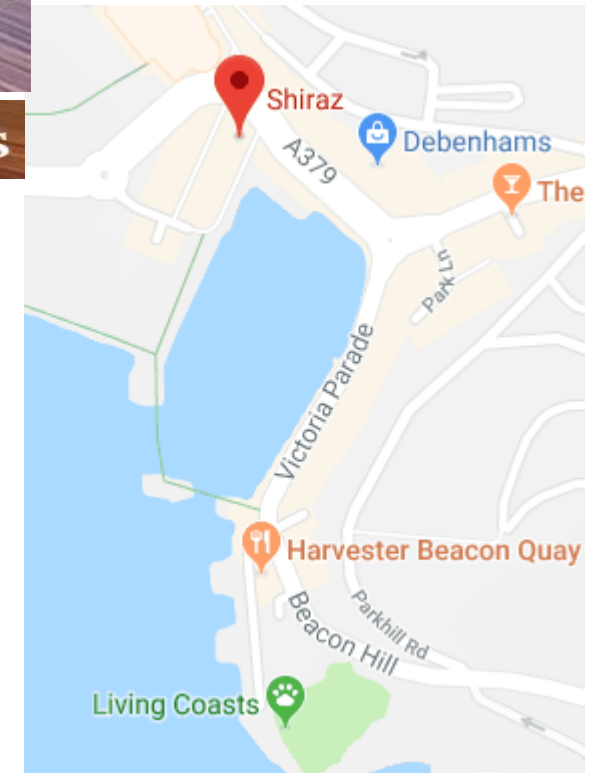 s
Shiraz
A379
Debenhams
The
Park Ln
Victoria Parade
Harvester Beacon Quay
Parkhill Rd
Beacon Hill
Living Coasts